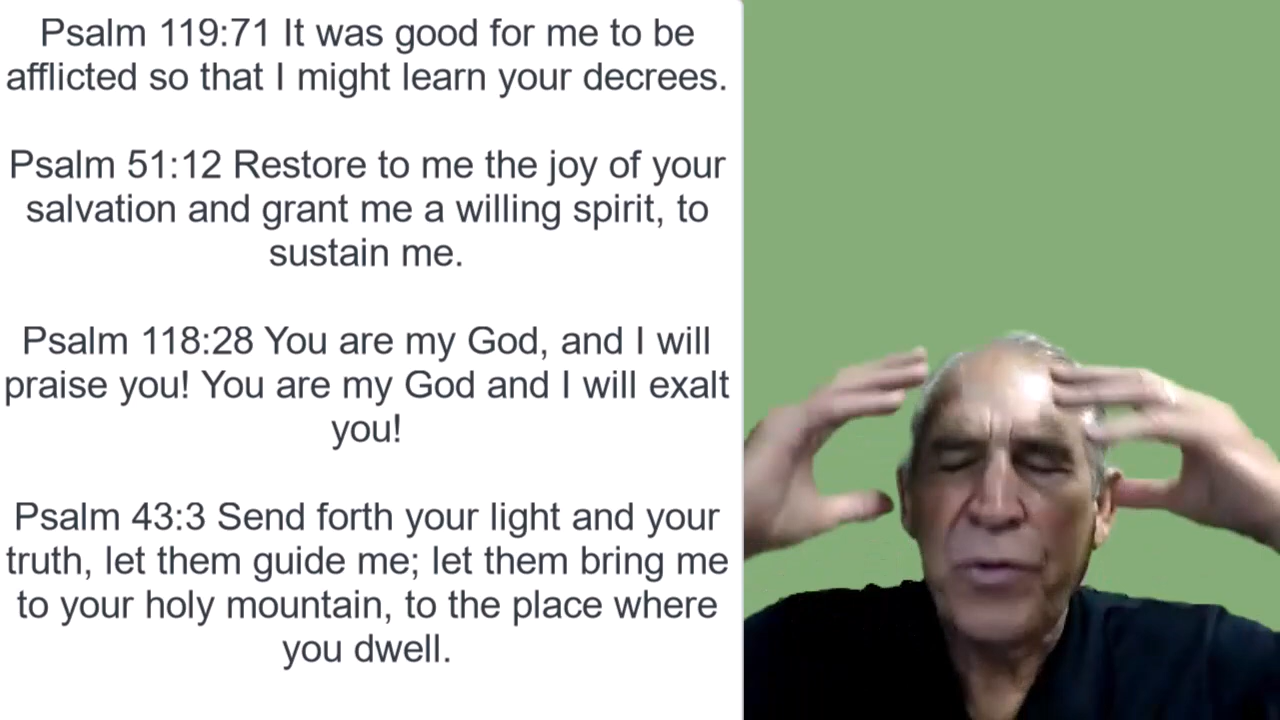 Psalm 119:71 It was good for me to be
afflicted so that I might learn your decrees.
Psalm 51:12 Restore to me the joy of your
salvation and grant me a willing spirit, to
sustain me.
Psalm 118:28 You are my God, and I will
praise you! You are my God and I will exalt
you!
Psalm 43:3 Send forth your light and your
truth, let them guide me; let them bring me
to your holy mountain, to the place where
you dwell.